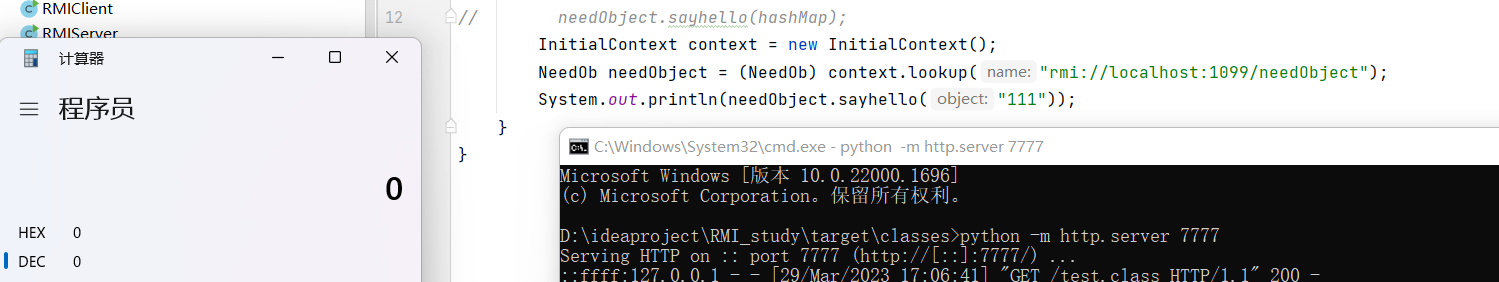 RMIClient
RMIServer
计算器
程序员
0
HEX 0
DEC 0
12 // needObject.sayhello(hashMap);
InitialContext context = new InitialContext();
NeedOb needObject = (NeedOb) context.lookup( name: "rmi://localhost:1099/needObject");
System.out.println(needObject.sayhello( object: "111"));
}
}
C:\Windows\System32\cmd.exe - python -m http.server 7777
Microsoft Windows [版本 10.0.22000.1696]
(c) Microsoft Corporation。保留所有权利。
D:\ideaproject\RMI_study\target\classes>python -m http.server 7777
Serving HTTP on :: port 7777 (http://[::]:7777/) ...
::ffff:127.0.0.1 - - [29/Mar/2023 17:06:41] "GET /test.class HTTP/1.1" 200 -